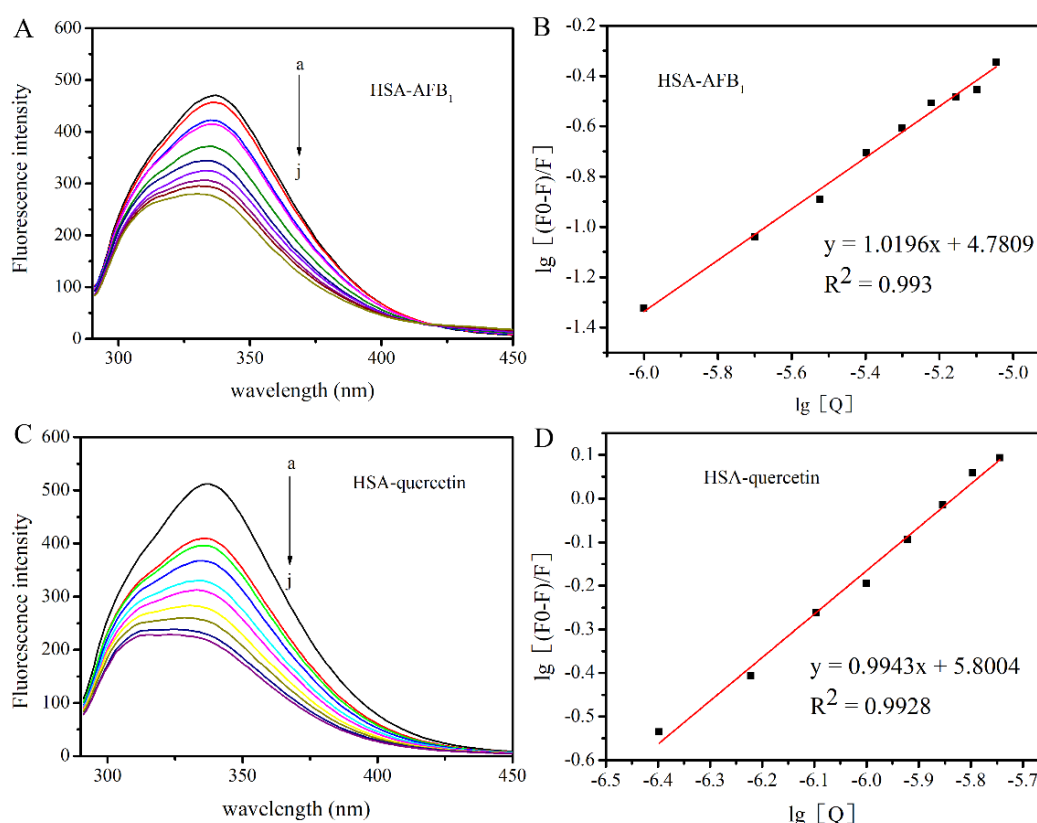 A
600
500
400
300
200
100
0
300
350
400
450
Fluorescence intensity
wavelength (nm)
a
j
HSA-AFB₁
B
-0.2
-0.4
-0.6
-0.8
-1.0
-1.2
-1.4
-6.0
-5.8
-5.6
-5.4
-5.2
-5.0
lg [(F0-F)/F]
lg [Q]
HSA-AFB₁
y = 1.0196x + 4.7809
R² = 0.993
C
600
500
400
300
200
100
0
300
350
400
450
Fluorescence intensity
wavelength (nm)
a
j
HSA-quercetin
D
0.1
0.0
-0.1
-0.2
-0.3
-0.4
-0.5
-0.6
-6.5
-6.4
-6.3
-6.2
-6.1
-6.0
-5.9
-5.8
-5.7
lg [(F0-F)/F]
lg [Q]
HSA-quercetin
y = 0.9943x + 5.8004
R² = 0.9928